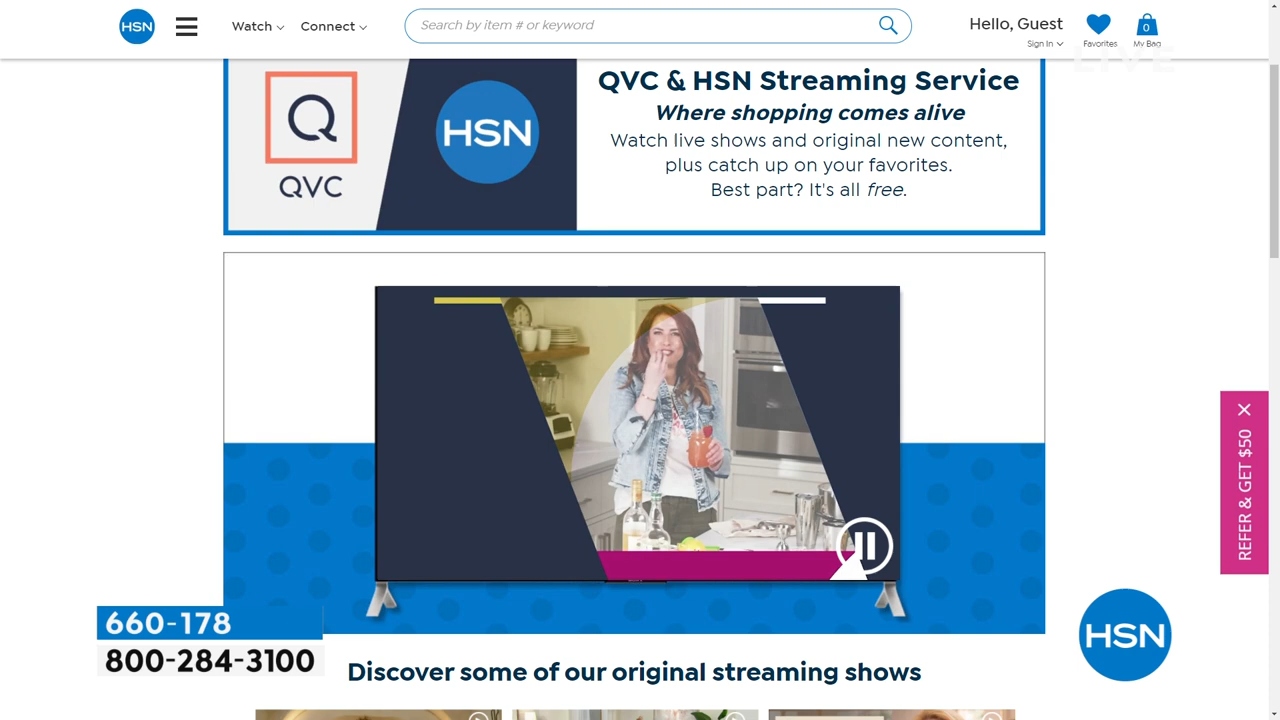 HSN
Watch
Connect
Search by item # or keyword
Hello, Guest
Sign In
Favorites
0
My Bag
LIVE
Q
QVC
HSN
QVC & HSN Streaming Service
Where shopping comes alive
Watch live shows and original new content,
plus catch up on your favorites.
Best part? It's all free.
REFER & GET $50
660-178
800-284-3100
HSN
Discover some of our original streaming shows